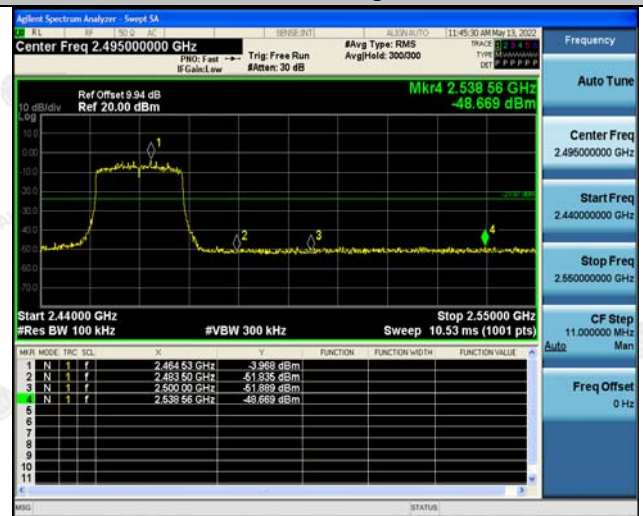 Agilent Spectrum Analyzer - Swept SA
RL RF 50 Ω AC SENSE:INT ALIGNAUTO 11:45:30 AM May 13, 2022
Center Freq 2.495000000 GHz
PNO: Fast
IFGain:Low
Trig: Free Run
#Atten: 30 dB
#Avg Type: RMS
Avg|Hold: 300/300
TRACE 1 2 3 4 5 6
TYPE
DET P P P P P P
Ref Offset 9.94 dB
Ref 20.00 dBm
10 dB/div
Log
Mkr4 2.538 56 GHz
-48.669 dBm
10.0
0.00
-10.0
-20.0
-30.0
-40.0
-50.0
-60.0
-70.0
1
2
3
4
Start 2.44000 GHz Stop 2.55000 GHz
#Res BW 100 kHz #VBW 300 kHz Sweep 10.53 ms (1001 pts)
MKR MODE TRC SCL X Y FUNCTION FUNCTION WIDTH FUNCTION VALUE
1 N 1 f 2.464 53 GHz -3.968 dBm
2 N 1 f 2.483 50 GHz -51.835 dBm
3 N 1 f 2.500 00 GHz -51.889 dBm
4 N 1 f 2.538 56 GHz -48.669 dBm
5
6
7
8
9
10
11
MSG STATUS
Frequency
Auto Tune
Center Freq
2.495000000 GHz
Start Freq
2.440000000 GHz
Stop Freq
2.550000000 GHz
CF Step
11.000000 MHz
Auto Man
Freq Offset
0 Hz